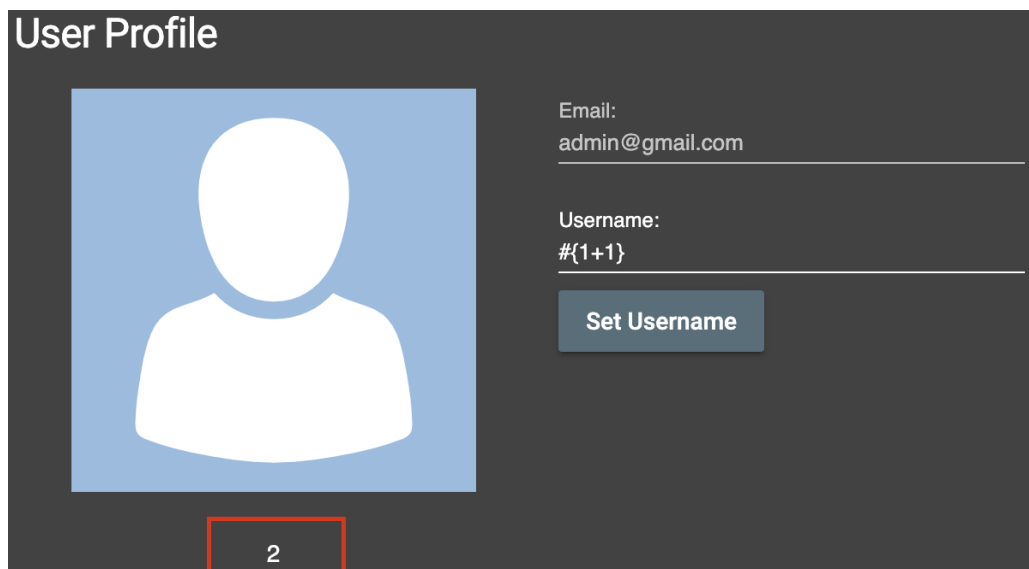 User Profile
Email:
admin@gmail.com
Username:
#{1+1}
Set Username
2